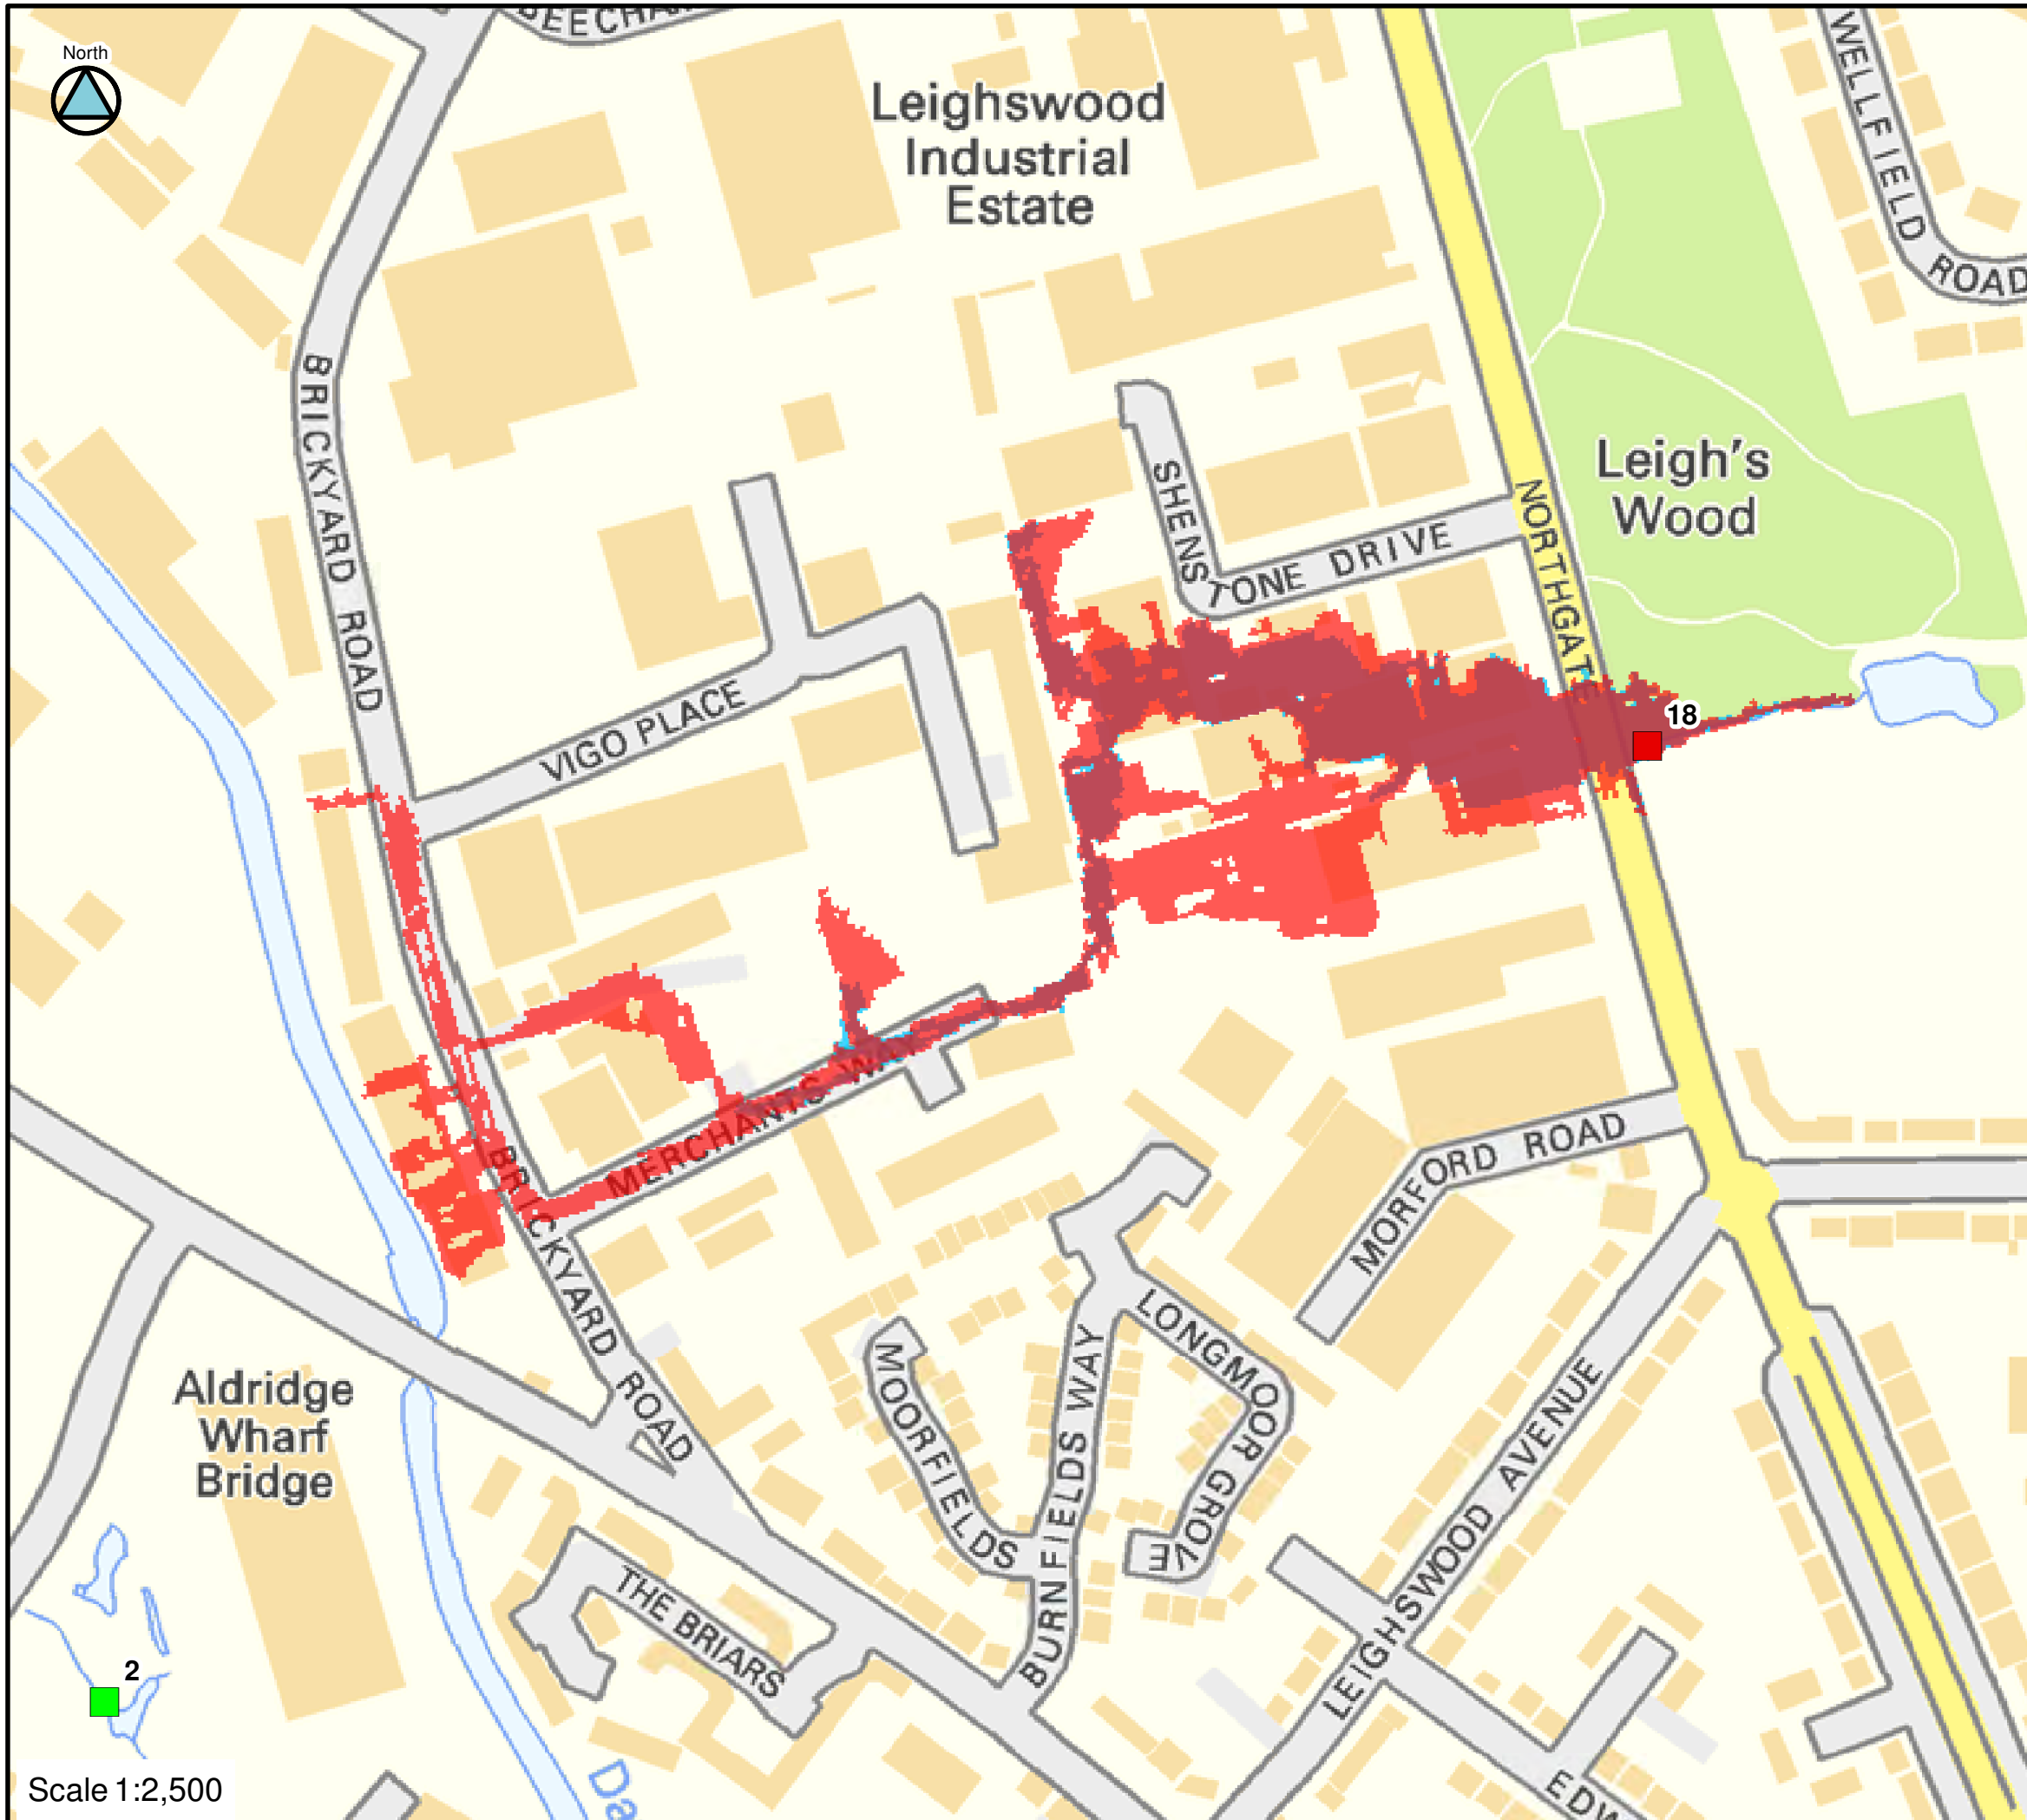 North
Leighswood
Industrial
Estate
WELLFIELD ROAD
BRICKYARD ROAD
SHENSTONE DRIVE
NORTHGATE
Leigh's
Wood
18
VIGO PLACE
MERCHANTS WAY
BRICKYARD ROAD
MORFORD ROAD
LONGMOOR GROVE
MOORFIELDS
BURNFIELDS WAY
LEIGHSWOOD AVENUE
Aldridge
Wharf
Bridge
THE BRIARS
2
Scale 1:2,500
Da
EDW